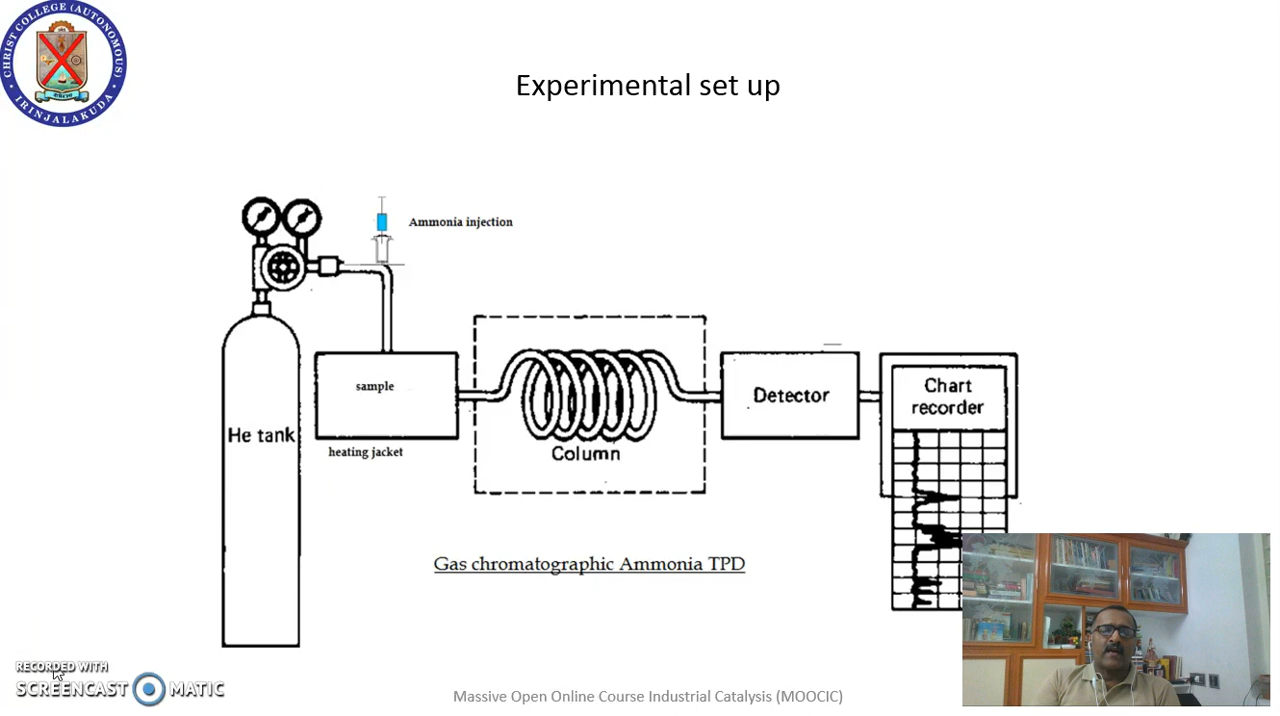 CHRIST COLLEGE (AUTONOMOUS)
IRINJALAKUDA
Experimental set up
Ammonia injection
sample
He tank
heating jacket
Column
Detector
Chart
recorder
Gas chromatographic Ammonia TPD
RECORDED WITH
SCREENCAST MATIC
Massive Open Online Course Industrial Catalysis (MOOCIC)